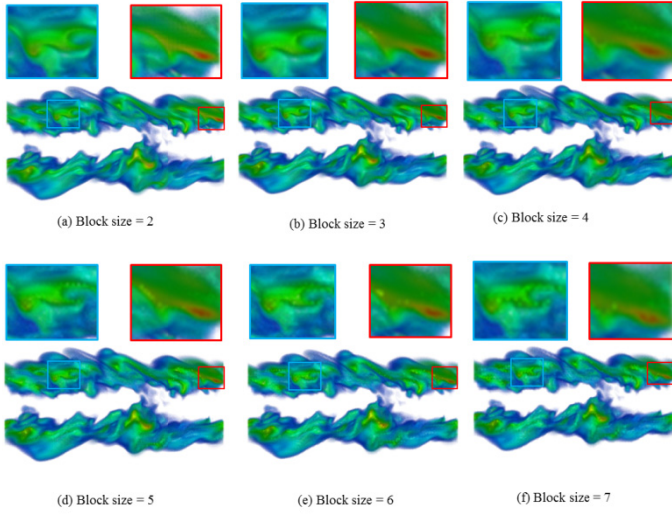 (a) Block size = 2
(b) Block size = 3
(c) Block size = 4
(d) Block size = 5
(e) Block size = 6
(f) Block size = 7